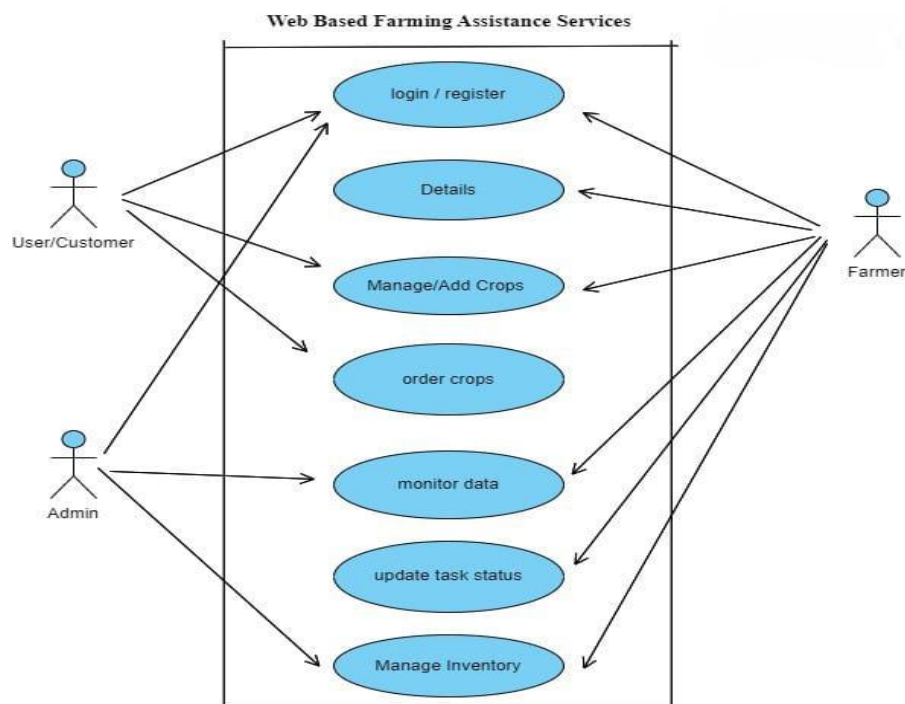 Web Based Farming Assistance Services
login / register
Details
User/Customer
Manage/Add Crops
Farmer
order crops
monitor data
Admin
update task status
Manage Inventory